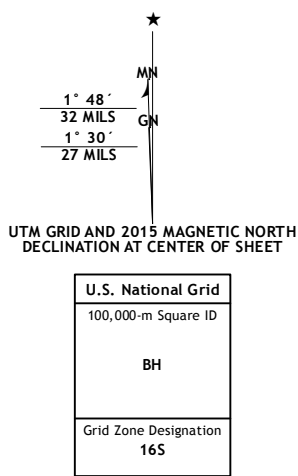 MN
1° 48´
32 MILS
GN
1° 30´
27 MILS
UTM GRID AND 2015 MAGNETIC NORTH
DECLINATION AT CENTER OF SHEET
U.S. National Grid
100,000-m Square ID
BH
Grid Zone Designation
16S